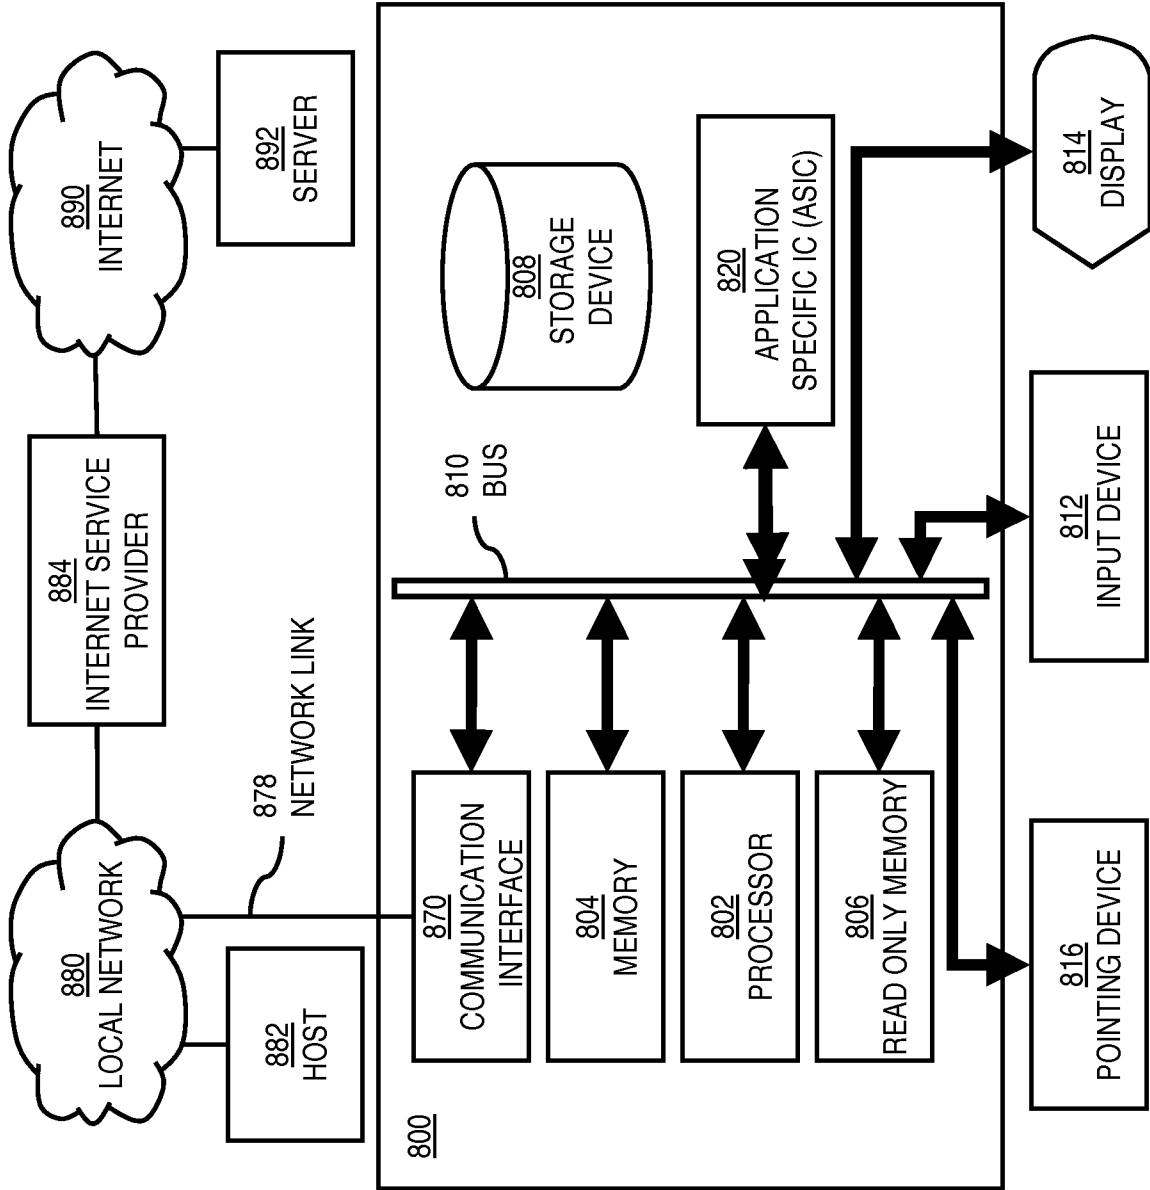 880
LOCAL NETWORK
884
INTERNET SERVICE
PROVIDER
890
INTERNET
882
HOST
878
NETWORK LINK
892
SERVER
800
870
COMMUNICATION
INTERFACE
810
BUS
808
STORAGE
DEVICE
804
MEMORY
802
PROCESSOR
820
APPLICATION
SPECIFIC IC (ASIC)
806
READ ONLY MEMORY
816
POINTING DEVICE
812
INPUT DEVICE
814
DISPLAY